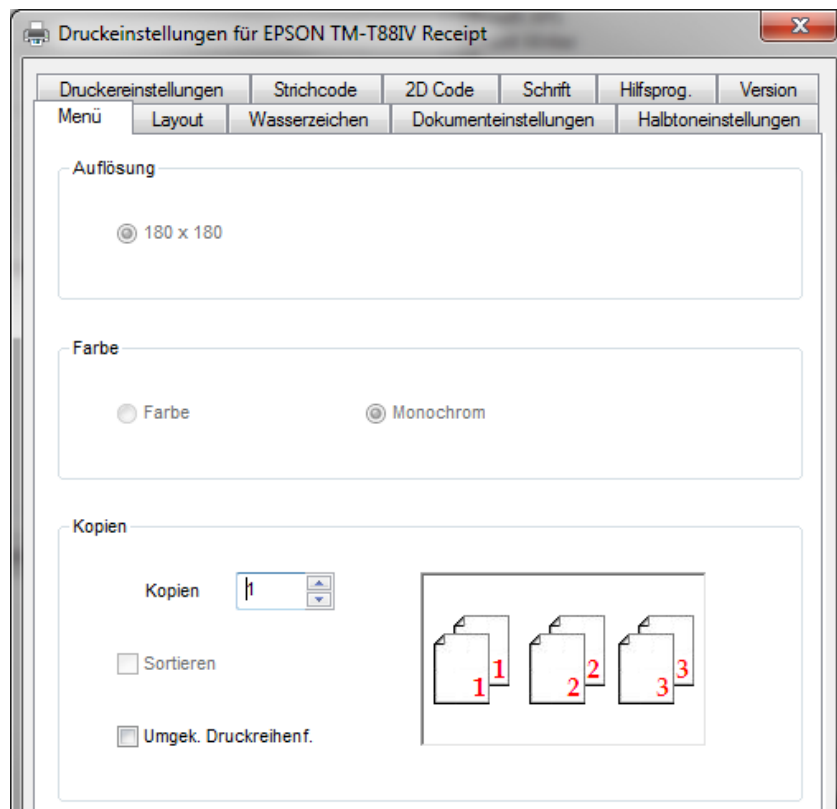 Druckeinstellungen für EPSON TM-T88IV Receipt
Druckereinstellungen Strichcode 2D Code Schrift Hilfsprog. Version
Menü Layout Wasserzeichen Dokumenteinstellungen Halbtoneinstellungen
Auflösung
180 x 180
Farbe
Farbe Monochrom
Kopien
Kopien 1
Sortieren
Umgek. Druckreihenf.
1 1 2 2 3 3